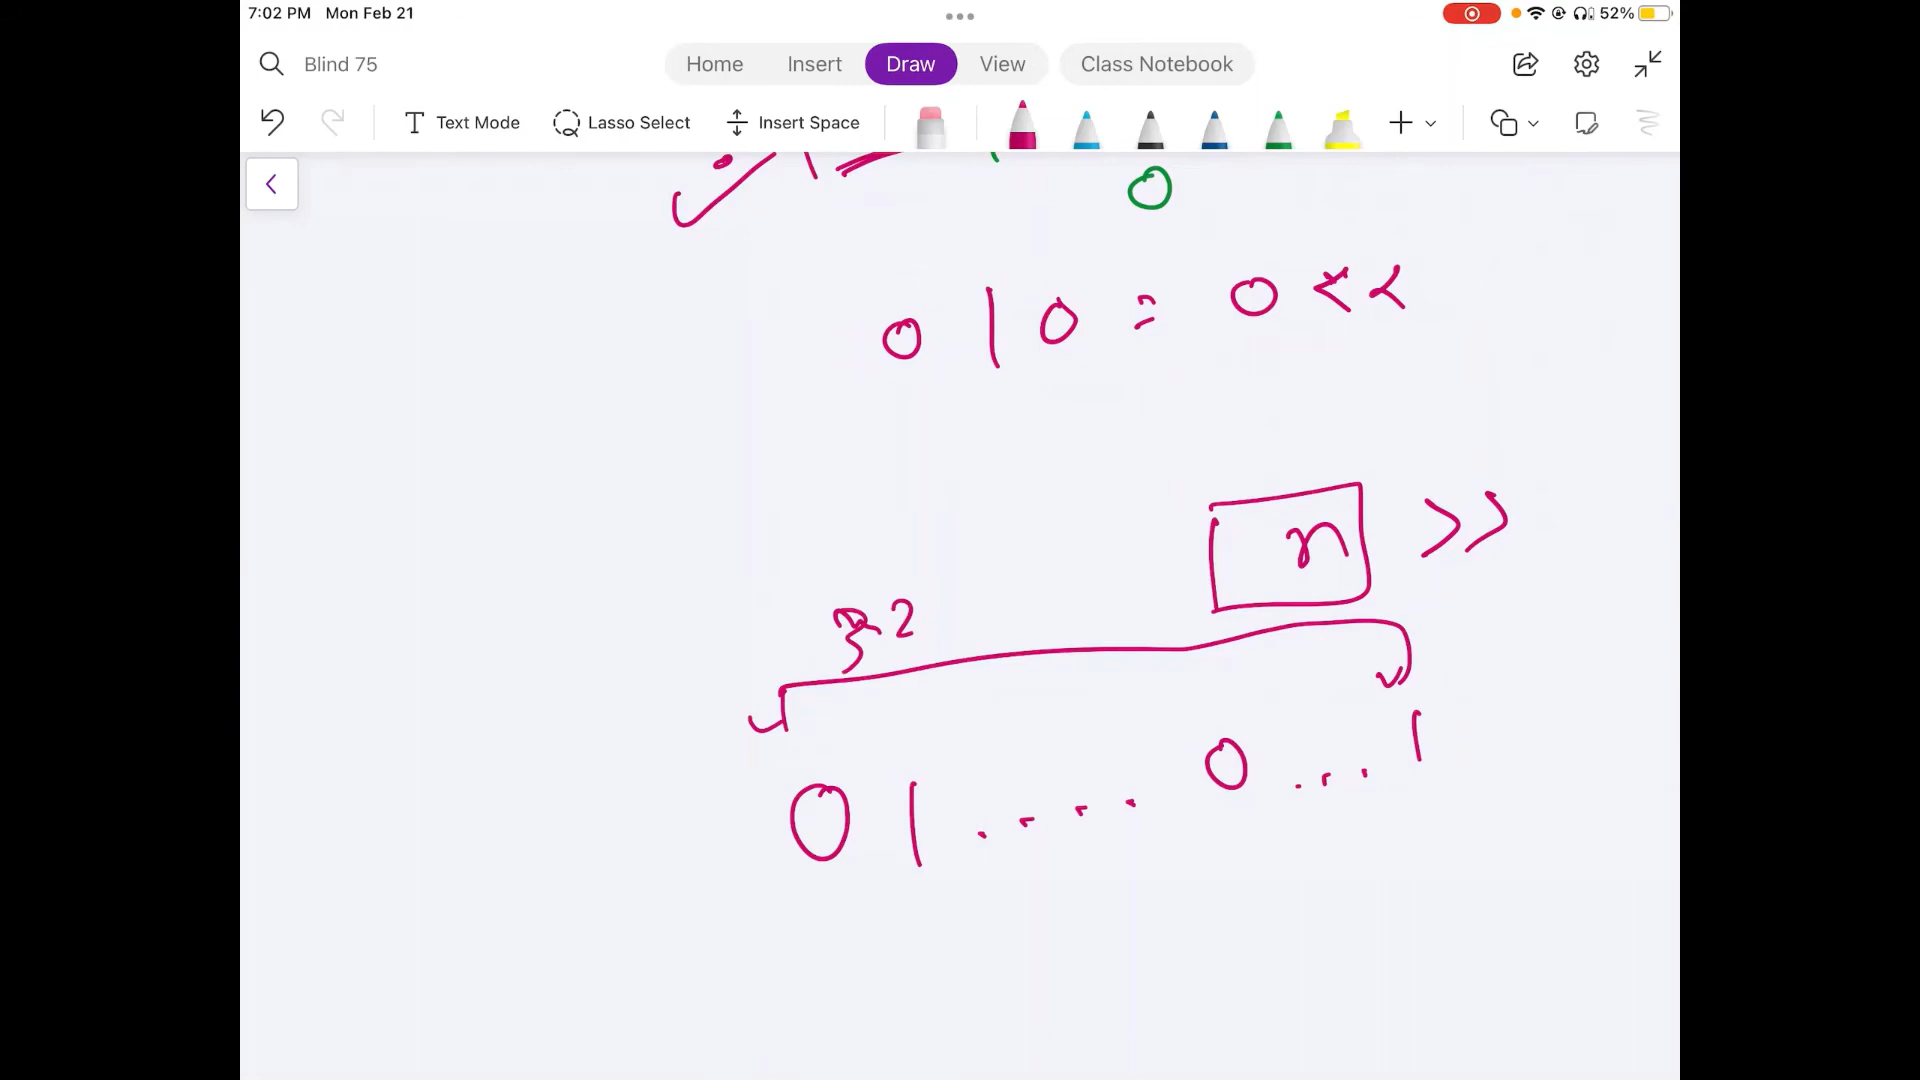 7:02 PM Mon Feb 21
52%
Blind 75
Home Insert Draw View Class Notebook
Text Mode Lasso Select Insert Space
0
0 | 0 = 0 <<
n >>
32
0 1 .... 0 ... 1